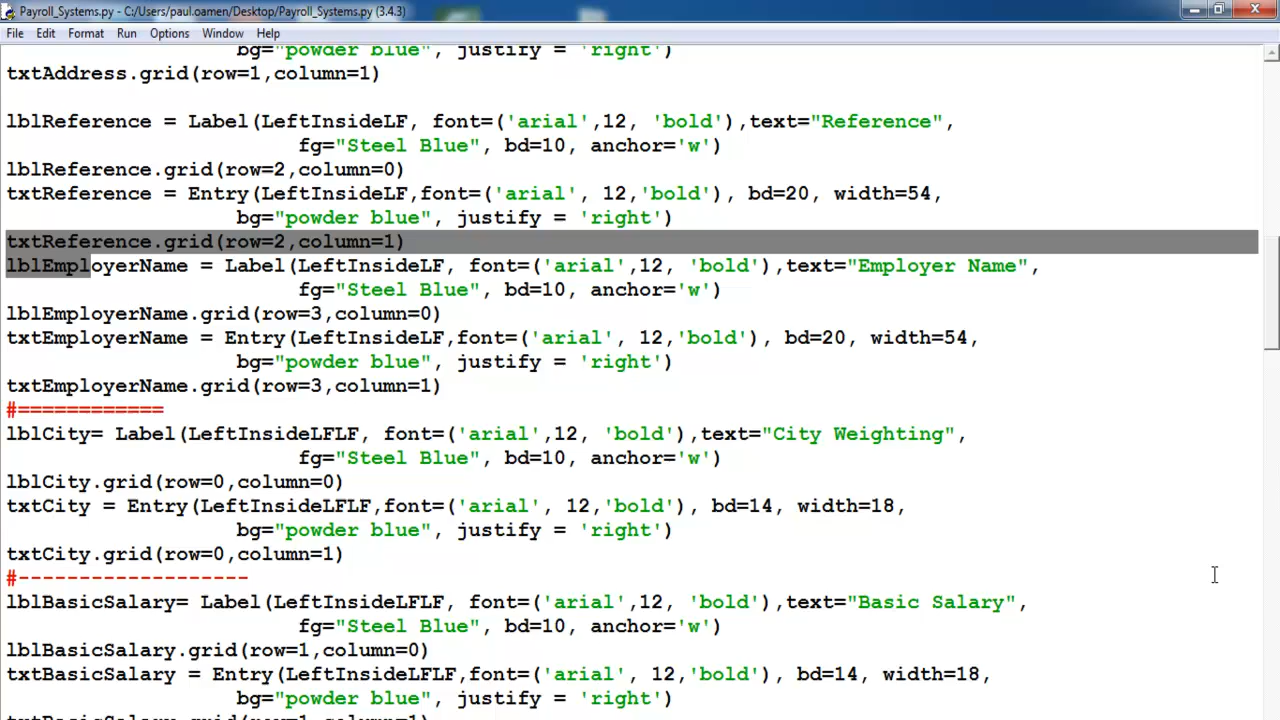 Payroll_Systems.py - C:/Users/paul.oamen/Desktop/Payroll_Systems.py (3.4.3)
File Edit Format Run Options Window Help
bg="powder blue", justify = 'right')
txtAddress.grid(row=1,column=1)
lblReference = Label(LeftInsideLF, font=('arial',12, 'bold'),text="Reference",
fg="Steel Blue", bd=10, anchor='w')
lblReference.grid(row=2,column=0)
txtReference = Entry(LeftInsideLF,font=('arial', 12,'bold'), bd=20, width=54,
bg="powder blue", justify = 'right')
txtReference.grid(row=2,column=1)
lblEmployerName = Label(LeftInsideLF, font=('arial',12, 'bold'),text="Employer Name",
fg="Steel Blue", bd=10, anchor='w')
lblEmployerName.grid(row=3,column=0)
txtEmployerName = Entry(LeftInsideLF,font=('arial', 12,'bold'), bd=20, width=54,
bg="powder blue", justify = 'right')
txtEmployerName.grid(row=3,column=1)
#============
lblCity= Label(LeftInsideLFLF, font=('arial',12, 'bold'),text="City Weighting",
fg="Steel Blue", bd=10, anchor='w')
lblCity.grid(row=0,column=0)
txtCity = Entry(LeftInsideLFLF,font=('arial', 12,'bold'), bd=14, width=18,
bg="powder blue", justify = 'right')
txtCity.grid(row=0,column=1)
#-------------------
lblBasicSalary= Label(LeftInsideLFLF, font=('arial',12, 'bold'),text="Basic Salary",
fg="Steel Blue", bd=10, anchor='w')
lblBasicSalary.grid(row=1,column=0)
txtBasicSalary = Entry(LeftInsideLFLF,font=('arial', 12,'bold'), bd=14, width=18,
bg="powder blue", justify = 'right')
txtBasicSalary.grid(row=1,column=1)